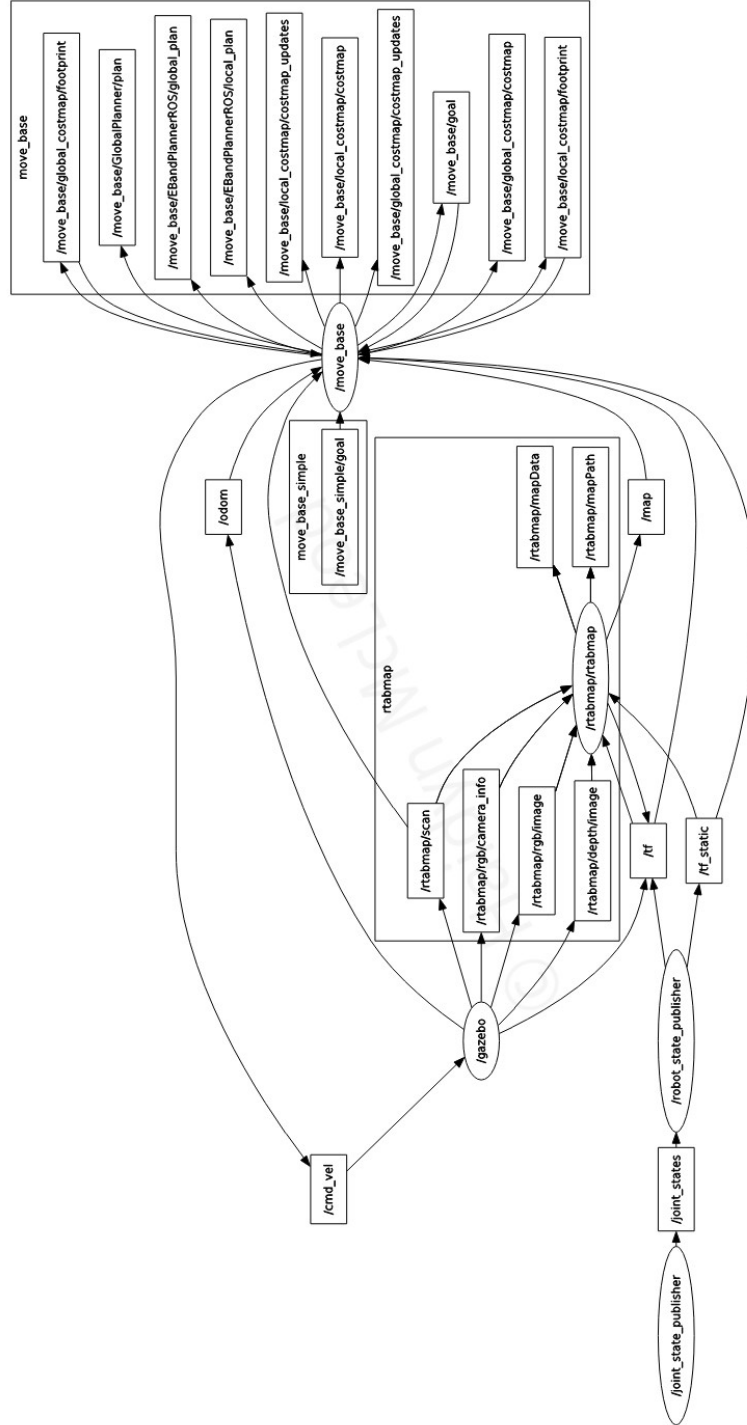 move_base
/move_base/global_costmap/footprint
/move_base/GlobalPlanner/plan
/move_base/EBandPlannerROS/global_plan
/move_base/EBandPlannerROS/local_plan
/move_base/local_costmap/costmap_updates
/move_base/local_costmap/costmap
/move_base/global_costmap/costmap_updates
/move_base/goal
/move_base/global_costmap/costmap
/move_base/local_costmap/footprint
/move_base
/odom
move_base_simple
/move_base_simple/goal
rtabmap
/rtabmap/mapData
/rtabmap/mapPath
/map
/rtabmap/rtabmap
/rtabmap/scan
/rtabmap/rgb/camera_info
/rtabmap/rgb/image
/rtabmap/depth/image
/tf
/tf_static
/gazebo
/robot_state_publisher
/cmd_vel
/joint_states
/joint_state_publisher